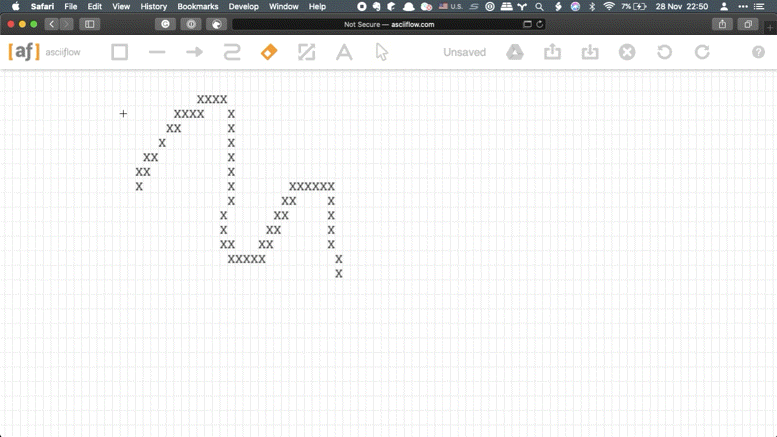 Safari File Edit View History Bookmarks Develop Window Help U.S. 7% 28 Nov 22:50
Not Secure — asciiflow.com
[af] asciiflow A Unsaved ?
XXXX
XXXX X
XX X
X X
XX X
XX X
X X XXXXXX
X XX X
X XX X
X XX X
XX XX X
XXXXX X
X